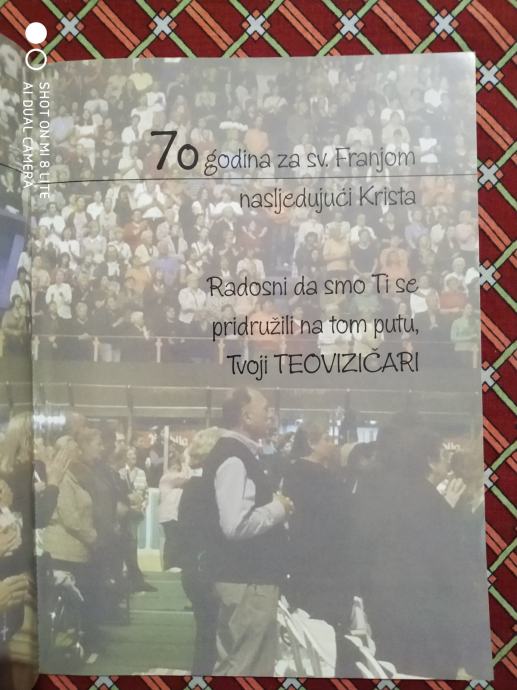 70 godina za sv. Franjom
nasljedujući Krista
Radosni da smo Ti se
pridružili na tom putu,
Tvoji TEOVIZIČARI
SHOT ON MI 8 LITE
AI DUAL CAMERA